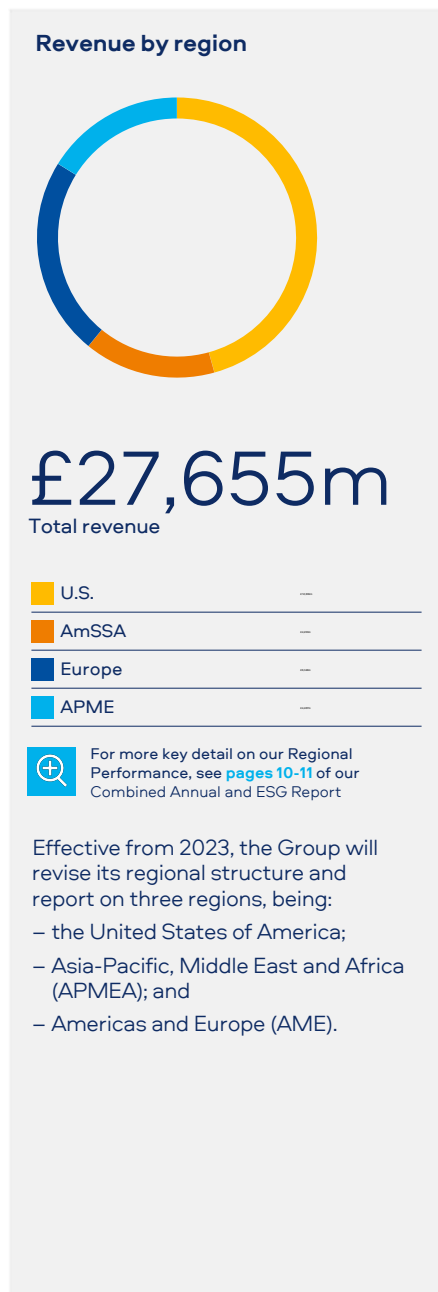 Revenue by region
£27,655m
Total revenue
U.S.
AmSSA
Europe
APME
For more key detail on our Regional
Performance, see pages 10-11 of our
Combined Annual and ESG Report
Effective from 2023, the Group will
revise its regional structure and
report on three regions, being:
– the United States of America;
– Asia-Pacific, Middle East and Africa
(APMEA); and
– Americas and Europe (AME).